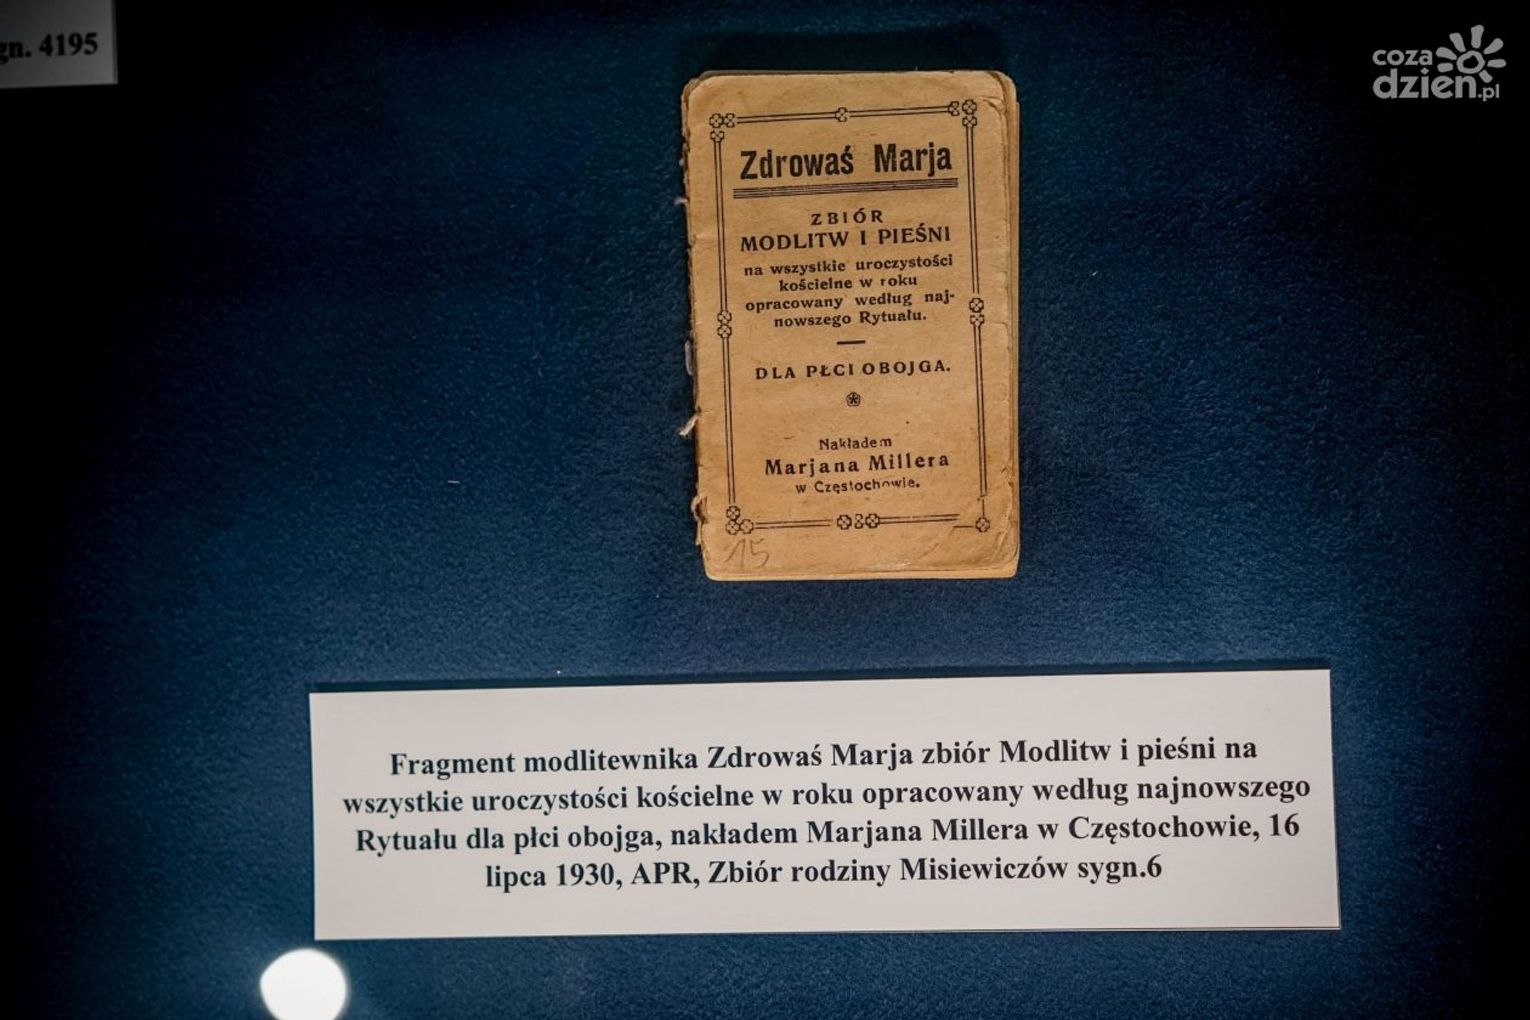 gn. 4195
coza
dzień.pl
Zdrowaś Marja
ZBIÓR
MODLITW I PIEŚNI
na wszystkie uroczystości
kościelne w roku
opracowany według naj-
nowszego Rytuału.
DLA PŁCI OBOJGA.
Nakładem
Marjana Millera
w Częstochowie.
15
Fragment modlitewnika Zdrowaś Marja zbiór Modlitw i pieśni na
wszystkie uroczystości kościelne w roku opracowany według najnowszego
Rytuału dla płci obojga, nakładem Marjana Millera w Częstochowie, 16
lipca 1930, APR, Zbiór rodziny Misiewiczów sygn.6